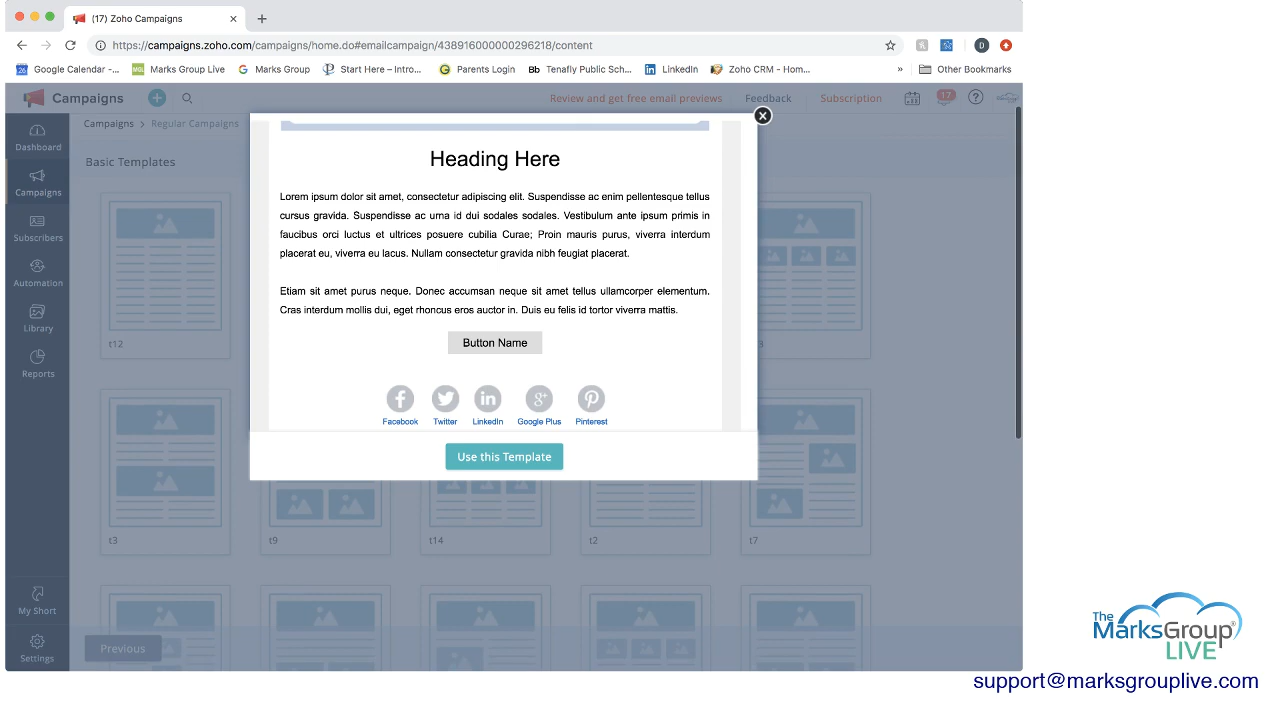 (17) Zoho Campaigns
https://campaigns.zoho.com/campaigns/home.do#emailcampaign/438916000000296218/content
D
26 Google Calendar -...
MGL Marks Group Live
G Marks Group
Start Here – Intro...
Parents Login
Bb Tenafly Public Sch...
in LinkedIn
Zoho CRM - Hom...
» Other Bookmarks
Campaigns
Review and get free email previews
Feedback
Subscription
17
Campaigns > Regular Campaigns
Basic Templates
Dashboard
Campaigns
Subscribers
Automation
Library
Reports
My Short
Settings
Heading Here
Lorem ipsum dolor sit amet, consectetur adipiscing elit. Suspendisse ac enim pellentesque tellus
cursus gravida. Suspendisse ac urna id dui sodales sodales. Vestibulum ante ipsum primis in
faucibus orci luctus et ultrices posuere cubilia Curae; Proin mauris purus, viverra interdum
placerat eu, viverra eu lacus. Nullam consectetur gravida nibh feugiat placerat.
Etiam sit amet purus neque. Donec accumsan neque sit amet tellus ullamcorper elementum.
Cras interdum mollis dui, eget rhoncus eros auctor in. Duis eu felis id tortor viverra mattis.
Button Name
Facebook Twitter LinkedIn Google Plus Pinterest
Use this Template
t12
t3
t9
t14
t2
t7
Previous
The
MarksGroup®
LIVE
support@marksgrouplive.com